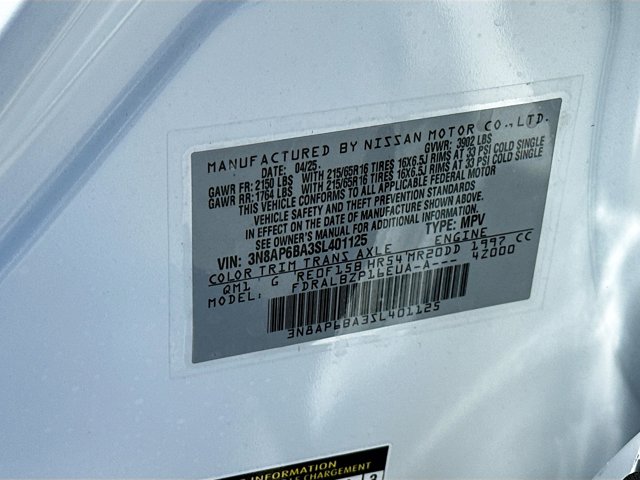 MANUFACTURED BY NISSAN MOTOR CO., LTD.
DATE: 04/25 GVWR: 3902 LBS
GAWR FR: 2150 LBS WITH 215/65R16 TIRES 16X6.5J RIMS AT 33 PSI COLD SINGLE
GAWR RR: 1764 LBS WITH 215/65R16 TIRES 16X6.5J RIMS AT 33 PSI COLD SINGLE
THIS VEHICLE CONFORMS TO ALL APPLICABLE FEDERAL MOTOR
VEHICLE SAFETY AND THEFT PREVENTION STANDARDS
IN EFFECT ON THE DATE OF MANUFACTURE SHOWN ABOVE.
SEE OWNER'S MANUAL FOR ADDITIONAL INFORMATION.
VIN: 3N8AP6BA3SL401125 TYPE: MPV
COLOR TRIM TRANS AXLE ENGINE
QM1 G RE0F15B HR54 MR20DD 1997 CC
MODEL: FDRALBZP16EUA-A--- 4Z000
3N8AP6BA3SL401125
INFORMATION
CHARGEMENT